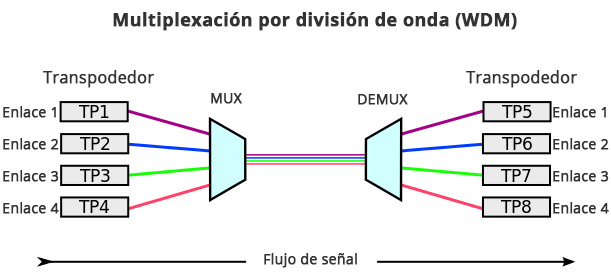 Multiplexación por división de onda (WDM)
Transpodedor
Transpodedor
MUX
DEMUX
Enlace 1
TP1
TP5
Enlace 1
Enlace 2
TP2
TP6
Enlace 2
Enlace 3
TP3
TP7
Enlace 3
Enlace 4
TP4
TP8
Enlace 4
Flujo de señal